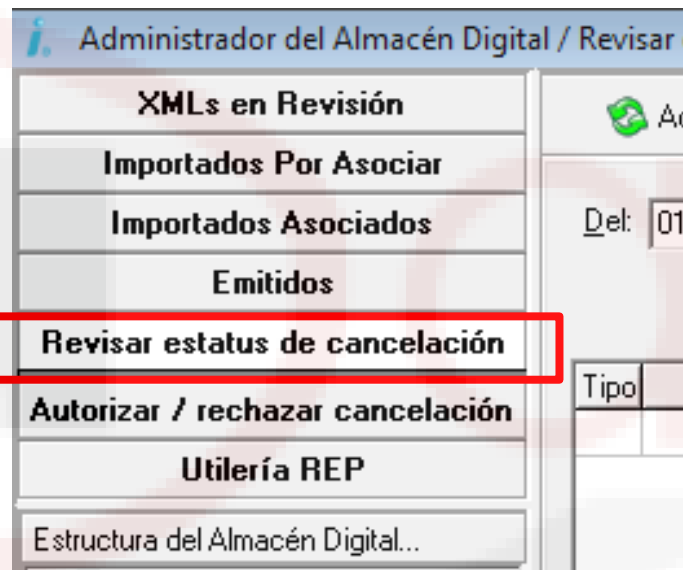 Administrador del Almacén Digital / Revisar
XMLs en Revisión
Importados Por Asociar
Importados Asociados
Emitidos
Revisar estatus de cancelación
Autorizar / rechazar cancelación
Utilería REP
Estructura del Almacén Digital...
Del: 01
Tipo